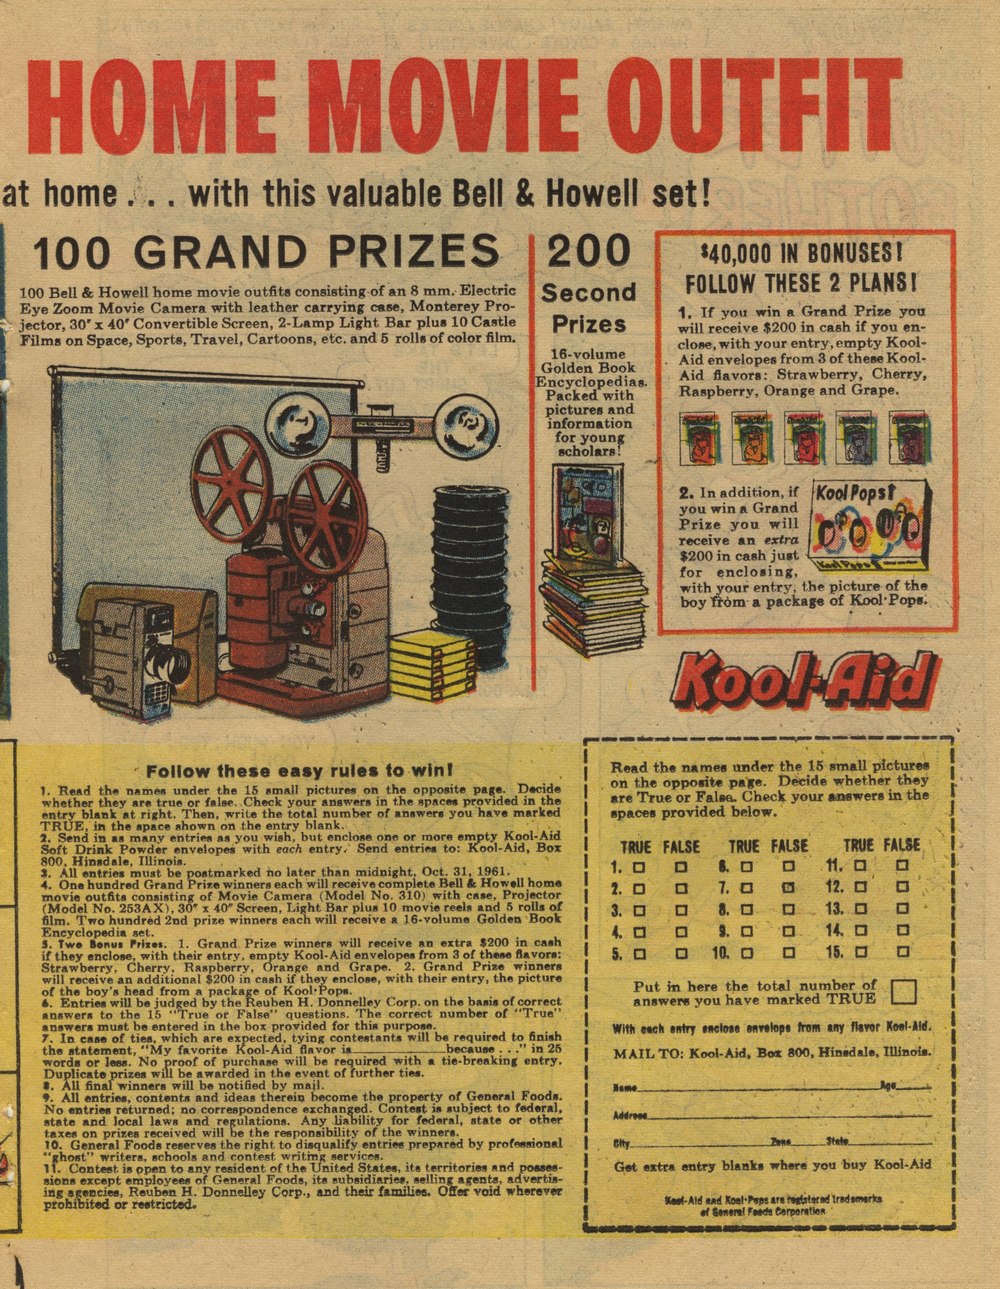 HOME MOVIE OUTFIT
at home . . . with this valuable Bell & Howell set!
100 GRAND PRIZES
100 Bell & Howell home movie outfits consisting of an 8 mm. Electric
Eye Zoom Movie Camera with leather carrying case, Monterey Pro-
jector, 30″ x 40″ Convertible Screen, 2-Lamp Light Bar plus 10 Castle
Films on Space, Sports, Travel, Cartoons, etc. and 5 rolls of color film.
200
Second
Prizes
16-volume
Golden Book
Encyclopedias.
Packed with
pictures and
information
for young
scholars!
$40,000 IN BONUSES!
FOLLOW THESE 2 PLANS!
1. If you win a Grand Prize you
will receive $200 in cash if you en-
close, with your entry, empty Kool-
Aid envelopes from 3 of these Kool-
Aid flavors: Strawberry, Cherry,
Raspberry, Orange and Grape.
2. In addition, if
you win a Grand
Prize you will
receive an extra
$200 in cash just
for enclosing,
with your entry, the picture of the
boy from a package of Kool·Pops.
Kool Pops!
Kool Pops
Kool-Aid
Follow these easy rules to win!
1. Read the names under the 15 small pictures on the opposite page. Decide
whether they are true or false. Check your answers in the spaces provided in the
entry blank at right. Then, write the total number of answers you have marked
TRUE, in the space shown on the entry blank.
2. Send in as many entries as you wish, but enclose one or more empty Kool-Aid
Soft Drink Powder envelopes with each entry. Send entries to: Kool-Aid, Box
800, Hinsdale, Illinois.
3. All entries must be postmarked no later than midnight, Oct. 31, 1961.
4. One hundred Grand Prize winners each will receive complete Bell & Howell home
movie outfits consisting of Movie Camera (Model No. 310) with case, Projector
(Model No. 253AX), 30″ x 40″ Screen, Light Bar plus 10 movie reels and 5 rolls of
film. Two hundred 2nd prize winners each will receive a 16-volume Golden Book
Encyclopedia set.
5. Two Bonus Prizes. 1. Grand Prize winners will receive an extra $200 in cash
if they enclose, with their entry, empty Kool-Aid envelopes from 3 of these flavors:
Strawberry, Cherry, Raspberry, Orange and Grape. 2. Grand Prize winners
will receive an additional $200 in cash if they enclose, with their entry, the picture
of the boy's head from a package of Kool·Pops.
6. Entries will be judged by the Reuben H. Donnelley Corp. on the basis of correct
answers to the 15 "True or False" questions. The correct number of "True"
answers must be entered in the box provided for this purpose.
7. In case of ties, which are expected, tying contestants will be required to finish
the statement, "My favorite Kool-Aid flavor is ________ because . . ." in 25
words or less. No proof of purchase will be required with a tie-breaking entry.
Duplicate prizes will be awarded in the event of further ties.
8. All final winners will be notified by mail.
9. All entries, contents and ideas therein become the property of General Foods.
No entries returned; no correspondence exchanged. Contest is subject to federal,
state and local laws and regulations. Any liability for federal, state or other
taxes on prizes received will be the responsibility of the winners.
10. General Foods reserves the right to disqualify entries prepared by professional
"ghost" writers, schools and contest writing services.
11. Contest is open to any resident of the United States, its territories and posses-
sions except employees of General Foods, its subsidiaries, selling agents, advertis-
ing agencies, Reuben H. Donnelley Corp., and their families. Offer void wherever
prohibited or restricted.
Read the names under the 15 small pictures
on the opposite page. Decide whether they
are True or False. Check your answers in the
spaces provided below.
TRUE FALSE TRUE FALSE TRUE FALSE
1. 6. 11.
2. 7. 12.
3. 8. 13.
4. 9. 14.
5. 10. 15.
Put in here the total number of
answers you have marked TRUE
With each entry enclose envelope from any flavor Kool-Aid.
MAIL TO: Kool-Aid, Box 800, Hinsdale, Illinois.
Name Age
Address
City Zone State
Get extra entry blanks where you buy Kool-Aid
Kool-Aid and Kool·Pops are registered trademarks
of General Foods Corporation